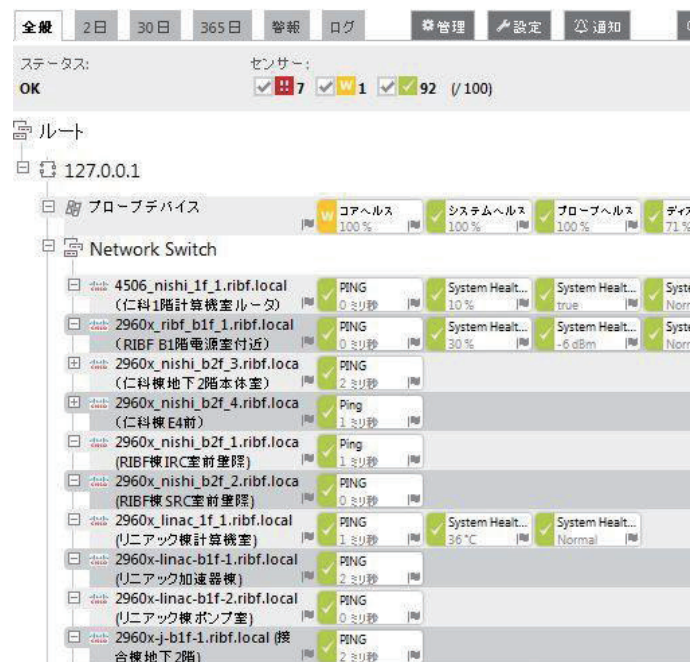 全般 2日 30日 365日 警報 ログ 管理 設定 通知
ステータス: センサー:
OK !! 7 W 1 92 (/ 100)
ルート
127.0.0.1
プローブデバイス W コアヘルス 100 % システムヘルス 100 % プローブヘルス 100 % ディス 71 %
Network Switch
4506_nishi_1f_1.ribf.local PING System Healt... System Healt... Syste
(仁科1階計算機室ルータ) 0 ミリ秒 10 % true Norr
2960x_ribf_b1f_1.ribf.local PING System Healt... System Healt... Syste
(RIBF B1階電源室付近) 0 ミリ秒 30 % -6 dBm Norr
2960x_nishi_b2f_3.ribf.loca PING
(仁科棟地下2階本体室) 2 ミリ秒
2960x_nishi_b2f_4.ribf.loca Ping
(仁科棟E4前) 1 ミリ秒
2960x_nishi_b2f_1.ribf.loca Ping
(RIBF棟IRC室前壁際) 1 ミリ秒
2960x_nishi_b2f_2.ribf.loca PING
(RIBF棟SRC室前壁際) 0 ミリ秒
2960x_linac_1f_1.ribf.local PING System Healt... System Healt...
(リニアック棟計算機室) 1 ミリ秒 36 °C Normal
2960x-linac-b1f-1.ribf.local PING
(リニアック加速器棟) 2 ミリ秒
2960x-linac-b1f-2.ribf.local PING
(リニアック棟ポンプ室) 0 ミリ秒
2960x-j-b1f-1.ribf.local (接 PING
合棟地下2階) 2 ミリ秒